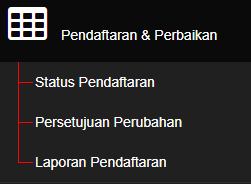 Pendaftaran & Perbaikan
Status Pendaftaran
Persetujuan Perubahan
Laporan Pendaftaran